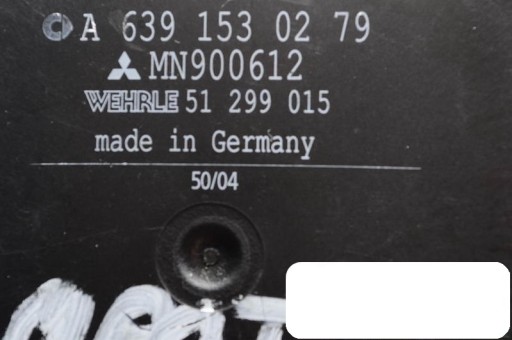 A 639 153 02 79
MN900612
WEHRLE 51 299 015
made in Germany
50/04